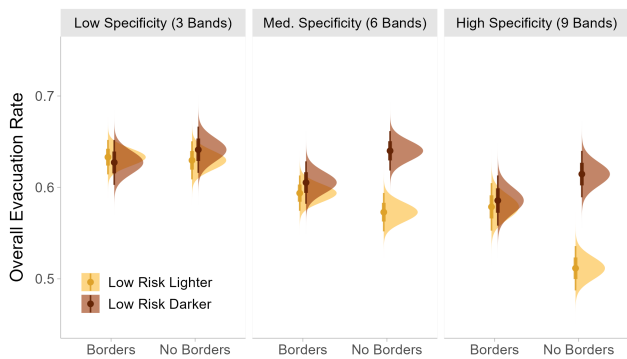 Low Specificity (3 Bands)
Med. Specificity (6 Bands)
High Specificity (9 Bands)
Overall Evacuation Rate
0.7
0.6
0.5
Low Risk Lighter
Low Risk Darker
Borders
No Borders
Borders
No Borders
Borders
No Borders